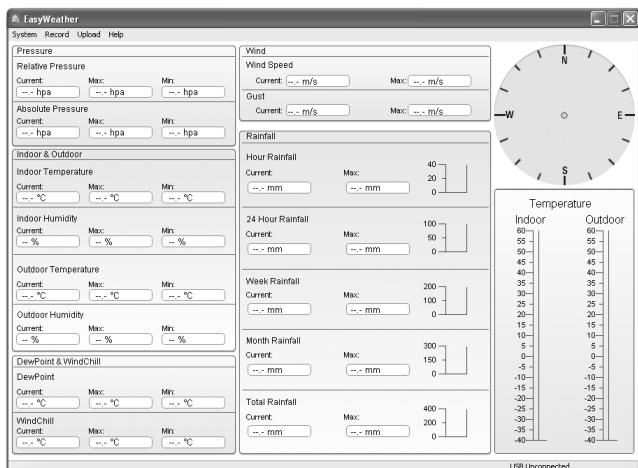 EasyWeather
System Record Upload Help
Pressure
Relative Pressure
Current: Max: Min:
--.- hpa --.- hpa --.- hpa
Absolute Pressure
Current: Max: Min:
--.- hpa --.- hpa --.- hpa
Indoor & Outdoor
Indoor Temperature
Current: Max: Min:
--.- °C --.- °C --.- °C
Indoor Humidity
Current: Max: Min:
-- % -- % -- %
Outdoor Temperature
Current: Max: Min:
--.- °C --.- °C --.- °C
Outdoor Humidity
Current: Max: Min:
-- % -- % -- %
DewPoint & WindChill
DewPoint
Current: Max: Min:
--.- °C --.- °C --.- °C
WindChill
Current: Max: Min:
--.- °C --.- °C --.- °C
Wind
Wind Speed
Current: --.- m/s Max: --.- m/s
Gust
Current: --.- m/s Max: --.- m/s
Rainfall
Hour Rainfall
Current: Max:
--.- mm --.- mm
40
20
0
24 Hour Rainfall
Current: Max:
--.- mm --.- mm
100
50
0
Week Rainfall
Current: Max:
--.- mm --.- mm
200
100
0
Month Rainfall
Current: Max:
--.- mm --.- mm
300
150
0
Total Rainfall
Current: Max:
--.- mm --.- mm
400
200
0
N
W E
S
Temperature
Indoor Outdoor
60 60
55 55
50 50
45 45
40 40
35 35
30 30
25 25
20 20
15 15
10 10
5 5
0 0
-5 -5
-10 -10
-15 -15
-20 -20
-25 -25
-30 -30
-35 -35
-40 -40
USB Unconnected